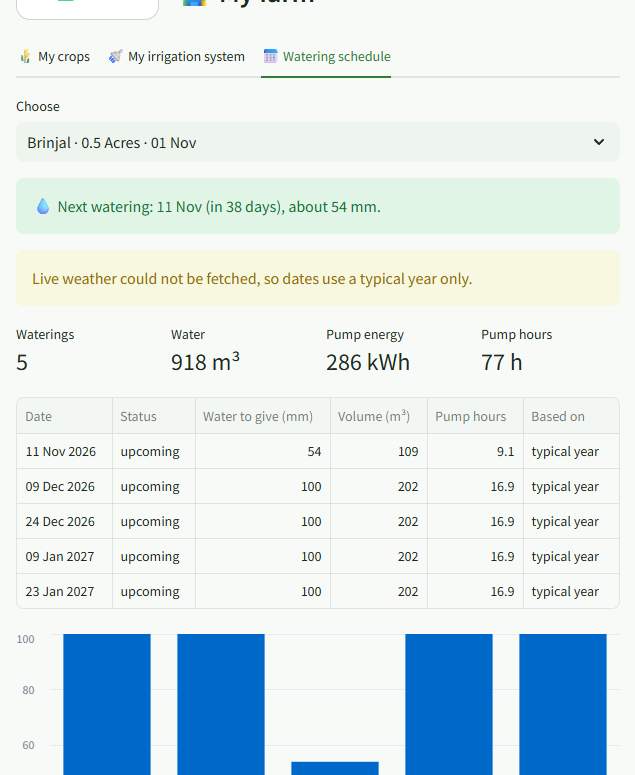 My farm
My crops
My irrigation system
Watering schedule
Choose
Brinjal · 0.5 Acres · 01 Nov
Next watering: 11 Nov (in 38 days), about 54 mm.
Live weather could not be fetched, so dates use a typical year only.
Waterings Water Pump energy Pump hours
5 918 m³ 286 kWh 77 h
Date Status Water to give (mm) Volume (m³) Pump hours Based on
11 Nov 2026 upcoming 54 109 9.1 typical year
09 Dec 2026 upcoming 100 202 16.9 typical year
24 Dec 2026 upcoming 100 202 16.9 typical year
09 Jan 2027 upcoming 100 202 16.9 typical year
23 Jan 2027 upcoming 100 202 16.9 typical year
100
80
60